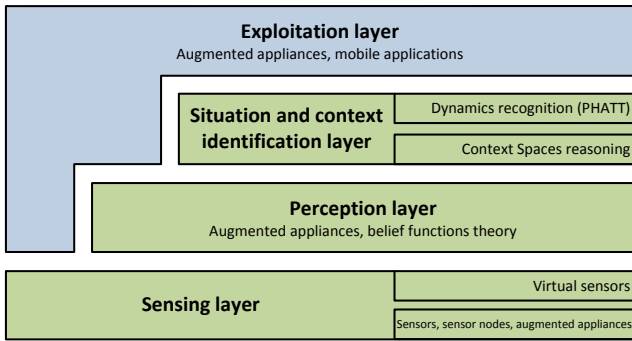 Exploitation layer
Augmented appliances, mobile applications
Situation and context
identification layer
Dynamics recognition (PHATT)
Context Spaces reasoning
Perception layer
Augmented appliances, belief functions theory
Sensing layer
Virtual sensors
Sensors, sensor nodes, augmented appliances